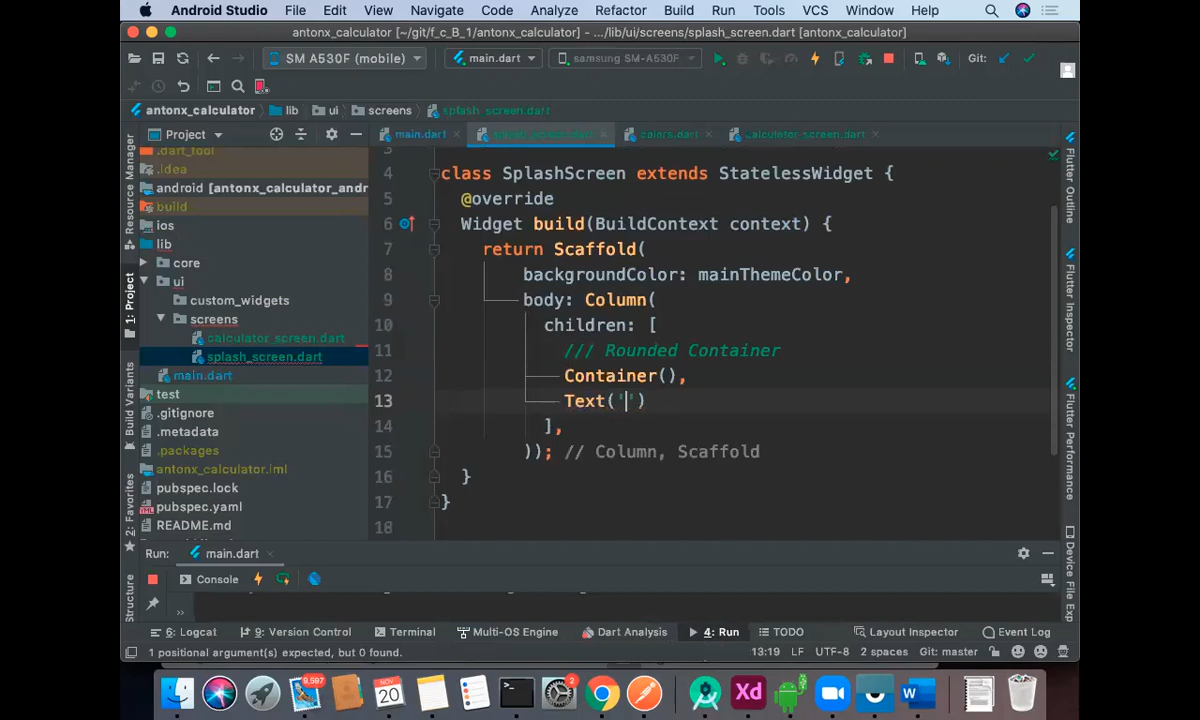 Android Studio File Edit View Navigate Code Analyze Refactor Build Run Tools VCS Window Help
antonx_calculator [~/git/f_c_B_1/antonx_calculator] – .../lib/ui/screens/splash_screen.dart [antonx_calculator]
SM A530F (mobile) main.dart samsung SM-A530F Git:
antonx_calculator lib ui screens splash_screen.dart
Project main.dart splash_screen.dart colors.dart calculator_screen.dart
.dart_tool
.idea
android [antonx_calculator_andr
build
ios
lib
core
ui
custom_widgets
screens
calculator_screen.dart
splash_screen.dart
main.dart
test
.gitignore
.metadata
.packages
antonx_calculator.iml
pubspec.lock
pubspec.yaml
README.md
Resource Manager
1: Project
Build Variants
2: Favorites
Structure
3
4 class SplashScreen extends StatelessWidget {
5 @override
6 Widget build(BuildContext context) {
7 return Scaffold(
8 backgroundColor: mainThemeColor,
9 body: Column(
10 children: [
11 /// Rounded Container
12 Container(),
13 Text('')
14 ],
15 )); // Column, Scaffold
16 }
17 }
18
Flutter Outline
Flutter Inspector
Flutter Performance
Device File Exp
Run: main.dart
Console
6: Logcat 9: Version Control Terminal Multi-OS Engine Dart Analysis 4: Run TODO Layout Inspector Event Log
1 positional argument(s) expected, but 0 found. 13:19 LF UTF-8 2 spaces Git: master
9,597
NOV
20
2
Xd
W